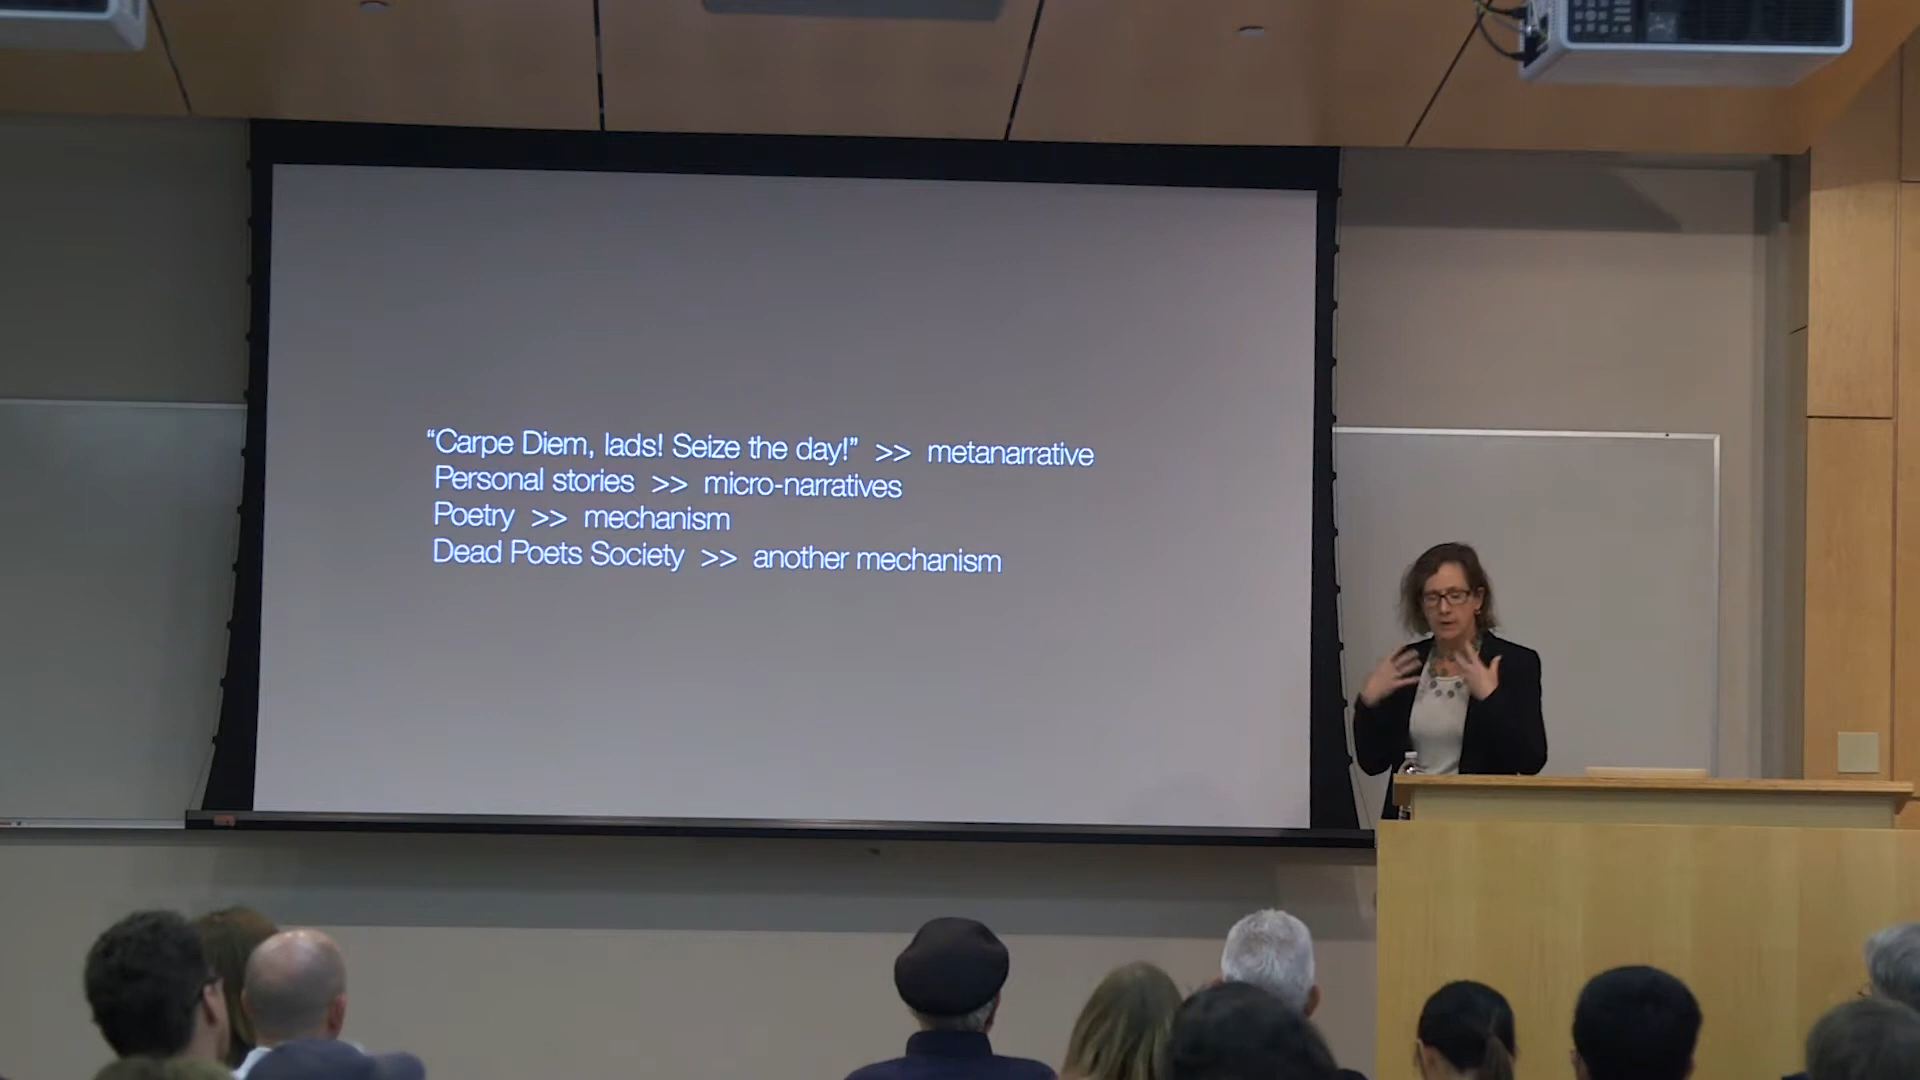 “Carpe Diem, lads! Seize the day!” >> metanarrative
Personal stories >> micro-narratives
Poetry >> mechanism
Dead Poets Society >> another mechanism